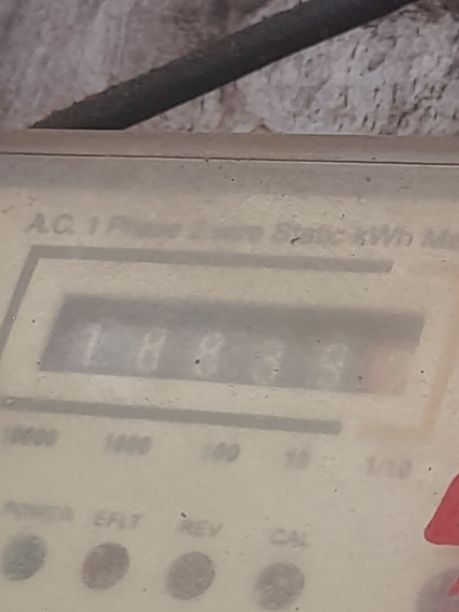 A.C. 1 Phase 2 wire Static kWh
1 8 8 3 9
10000 1000 100 10 1/10
POWER EFLT REV CAL